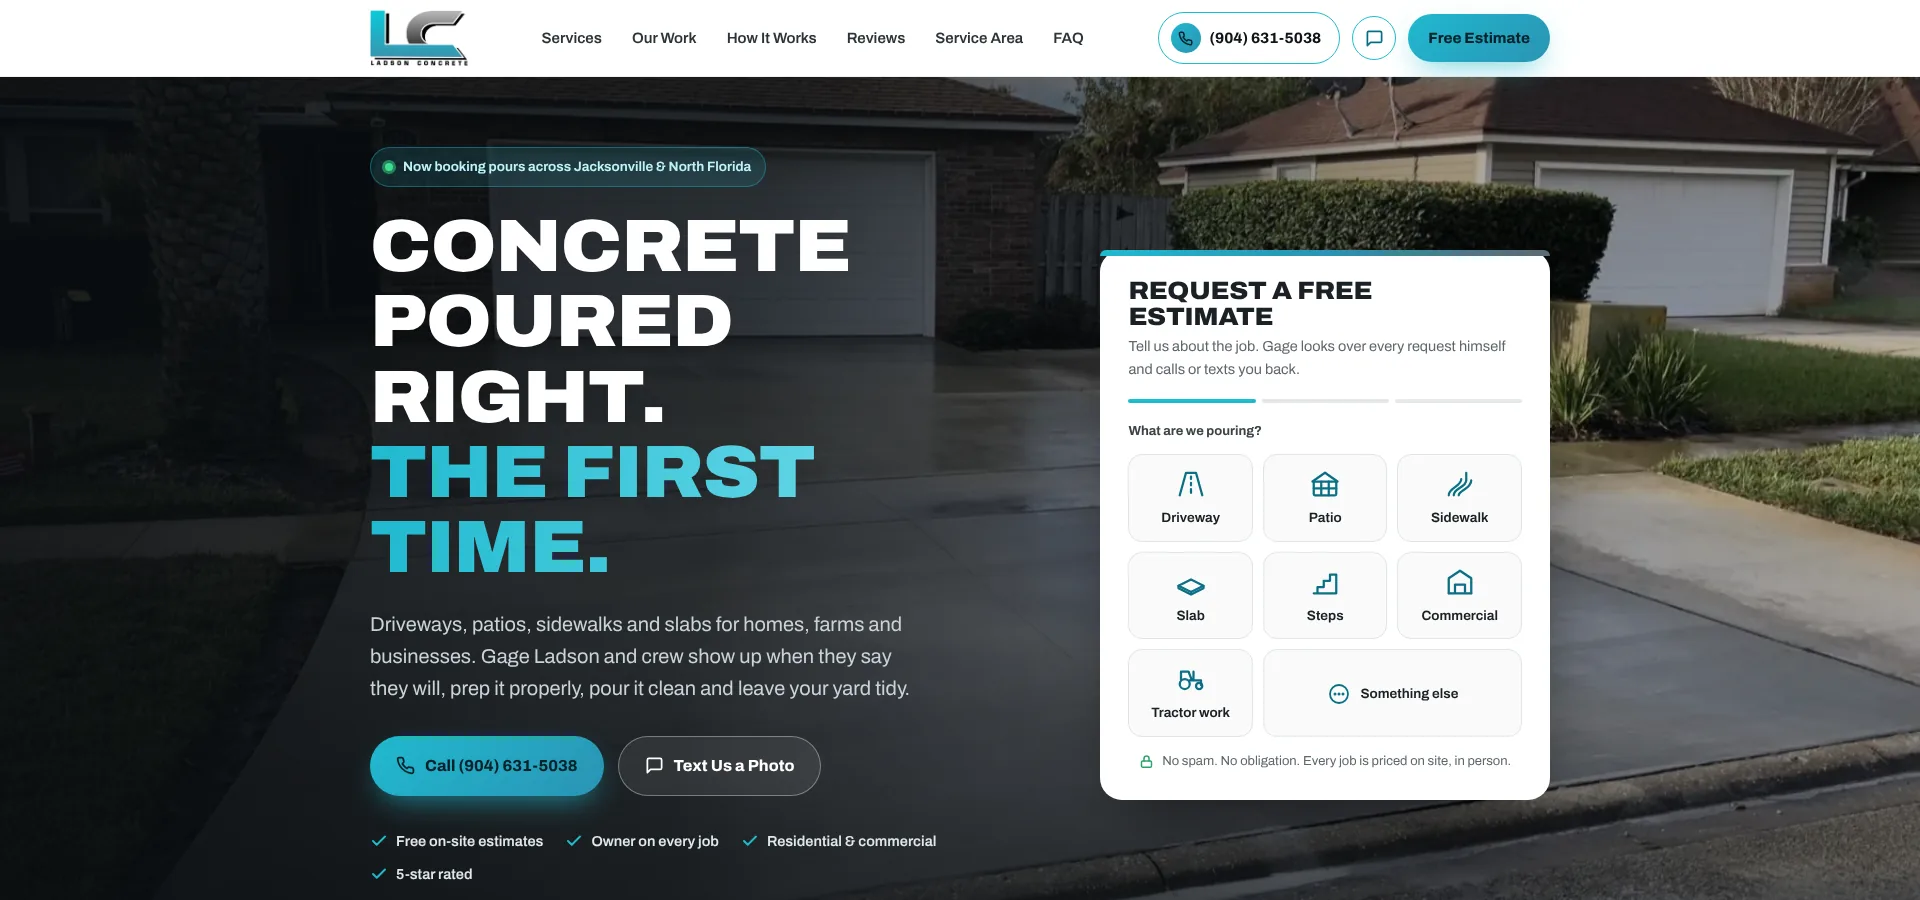 LADSON CONCRETE
Services
Our Work
How It Works
Reviews
Service Area
FAQ
(904) 631-5038
Free Estimate
Now booking pours across Jacksonville & North Florida
CONCRETE
POURED
RIGHT.
THE FIRST
TIME.
Driveways, patios, sidewalks and slabs for homes, farms and
businesses. Gage Ladson and crew show up when they say
they will, prep it properly, pour it clean and leave your yard tidy.
Call (904) 631-5038
Text Us a Photo
Free on-site estimates
Owner on every job
Residential & commercial
5-star rated
REQUEST A FREE
ESTIMATE
Tell us about the job. Gage looks over every request himself
and calls or texts you back.
What are we pouring?
Driveway
Patio
Sidewalk
Slab
Steps
Commercial
Tractor work
Something else
No spam. No obligation. Every job is priced on site, in person.